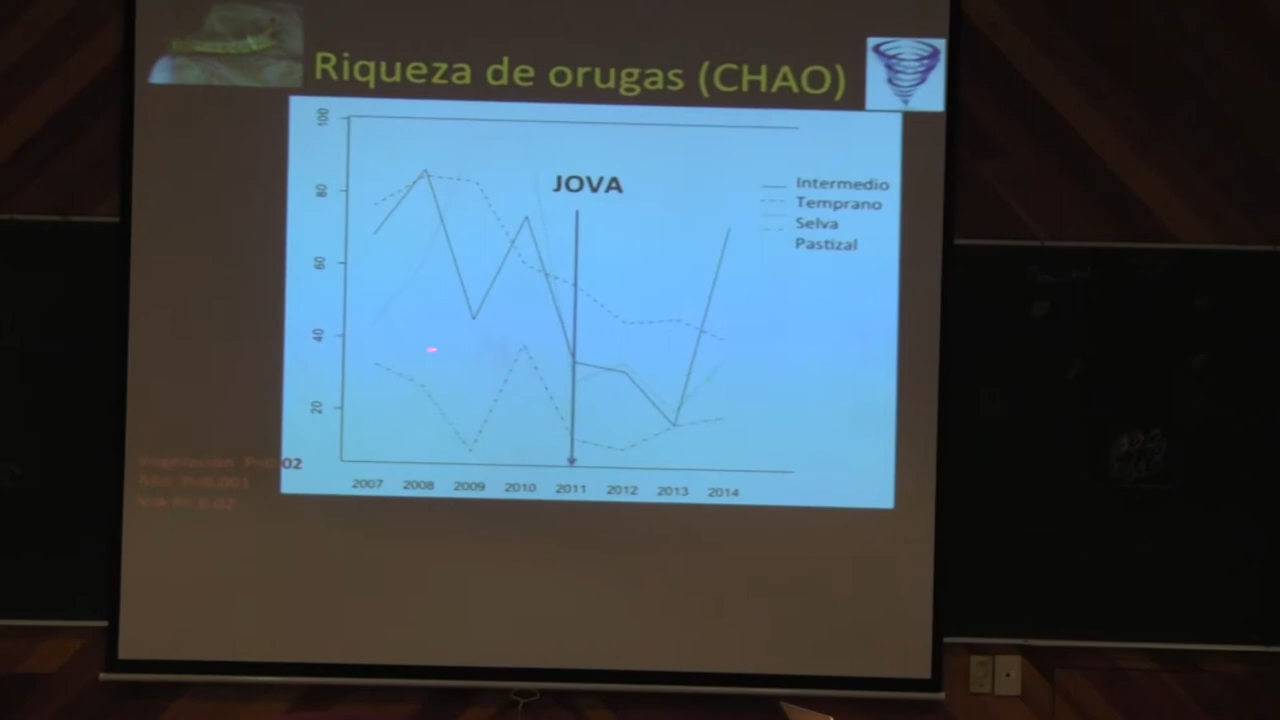 Riqueza de orugas (CHAO)
100
80
60
40
20
JOVA
Intermedio
Temprano
Selva
Pastizal
2007 2008 2009 2010 2011 2012 2013 2014
02